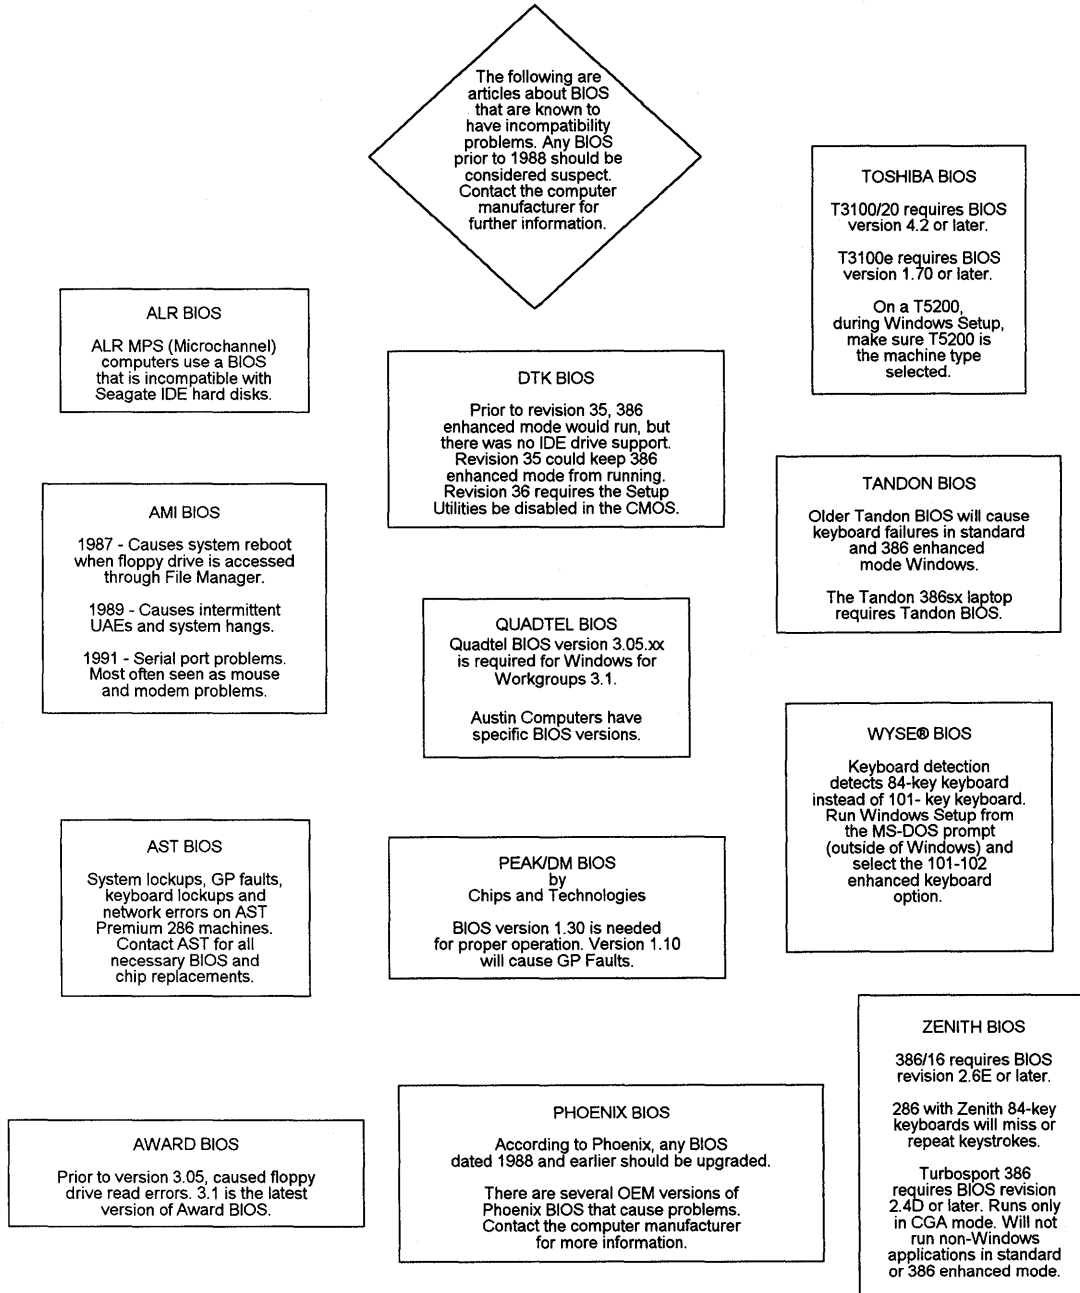 The following are
articles about BIOS
that are known to
have incompatibility
problems. Any BIOS
prior to 1988 should be
considered suspect.
Contact the computer
manufacturer for
further information.
ALR BIOS
ALR MPS (Microchannel)
computers use a BIOS
that is incompatible with
Seagate IDE hard disks.
AMI BIOS
1987 - Causes system reboot
when floppy drive is accessed
through File Manager.
1989 - Causes intermittent
UAEs and system hangs.
1991 - Serial port problems.
Most often seen as mouse
and modem problems.
AST BIOS
System lockups, GP faults,
keyboard lockups and
network errors on AST
Premium 286 machines.
Contact AST for all
necessary BIOS and
chip replacements.
AWARD BIOS
Prior to version 3.05, caused floppy
drive read errors. 3.1 is the latest
version of Award BIOS.
DTK BIOS
Prior to revision 35, 386
enhanced mode would run, but
there was no IDE drive support.
Revision 35 could keep 386
enhanced mode from running.
Revision 36 requires the Setup
Utilities be disabled in the CMOS.
QUADTEL BIOS
Quadtel BIOS version 3.05.xx
is required for Windows for
Workgroups 3.1.
Austin Computers have
specific BIOS versions.
PEAK/DM BIOS
by
Chips and Technologies
BIOS version 1.30 is needed
for proper operation. Version 1.10
will cause GP Faults.
PHOENIX BIOS
According to Phoenix, any BIOS
dated 1988 and earlier should be upgraded.
There are several OEM versions of
Phoenix BIOS that cause problems.
Contact the computer manufacturer
for more information.
TOSHIBA BIOS
T3100/20 requires BIOS
version 4.2 or later.
T3100e requires BIOS
version 1.70 or later.
On a T5200,
during Windows Setup,
make sure T5200 is
the machine type
selected.
TANDON BIOS
Older Tandon BIOS will cause
keyboard failures in standard
and 386 enhanced
mode Windows.
The Tandon 386sx laptop
requires Tandon BIOS.
WYSE® BIOS
Keyboard detection
detects 84-key keyboard
instead of 101- key keyboard.
Run Windows Setup from
the MS-DOS prompt
(outside of Windows) and
select the 101-102
enhanced keyboard
option.
ZENITH BIOS
386/16 requires BIOS
revision 2.6E or later.
286 with Zenith 84-key
keyboards will miss or
repeat keystrokes.
Turbosport 386
requires BIOS revision
2.4D or later. Runs only
in CGA mode. Will not
run non-Windows
applications in standard
or 386 enhanced mode.